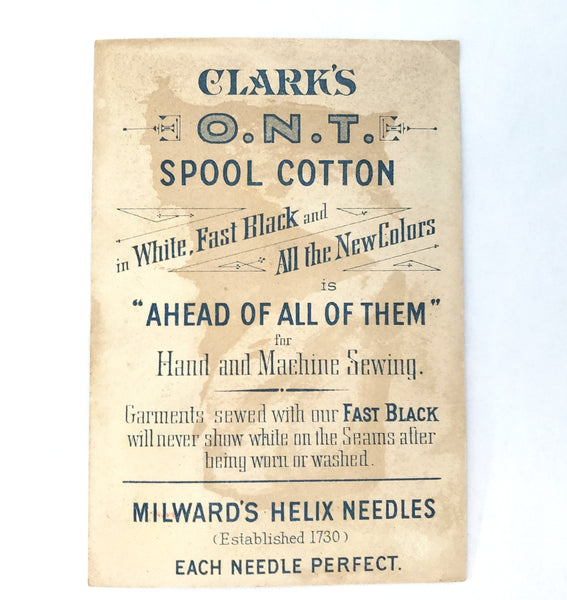 CLARK'S
O.N.T.
SPOOL COTTON
in White, Fast Black and
All the New Colors
is
"AHEAD OF ALL OF THEM"
for
Hand and Machine Sewing.
Garments sewed with our FAST BLACK
will never show white on the Seams after
being worn or washed.
MILWARD'S HELIX NEEDLES
(Established 1730)
EACH NEEDLE PERFECT.